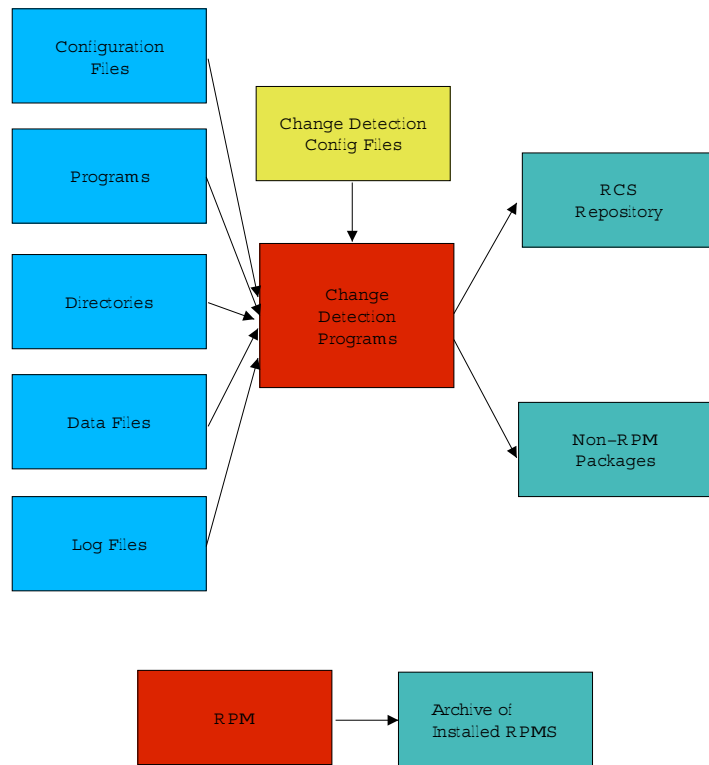 Configuration
Files
Programs
Directories
Data Files
Log Files
Change Detection
Config Files
Change
Detection
Programs
RCS
Repository
Non-RPM
Packages
RPM
Archive of
Installed RPMS